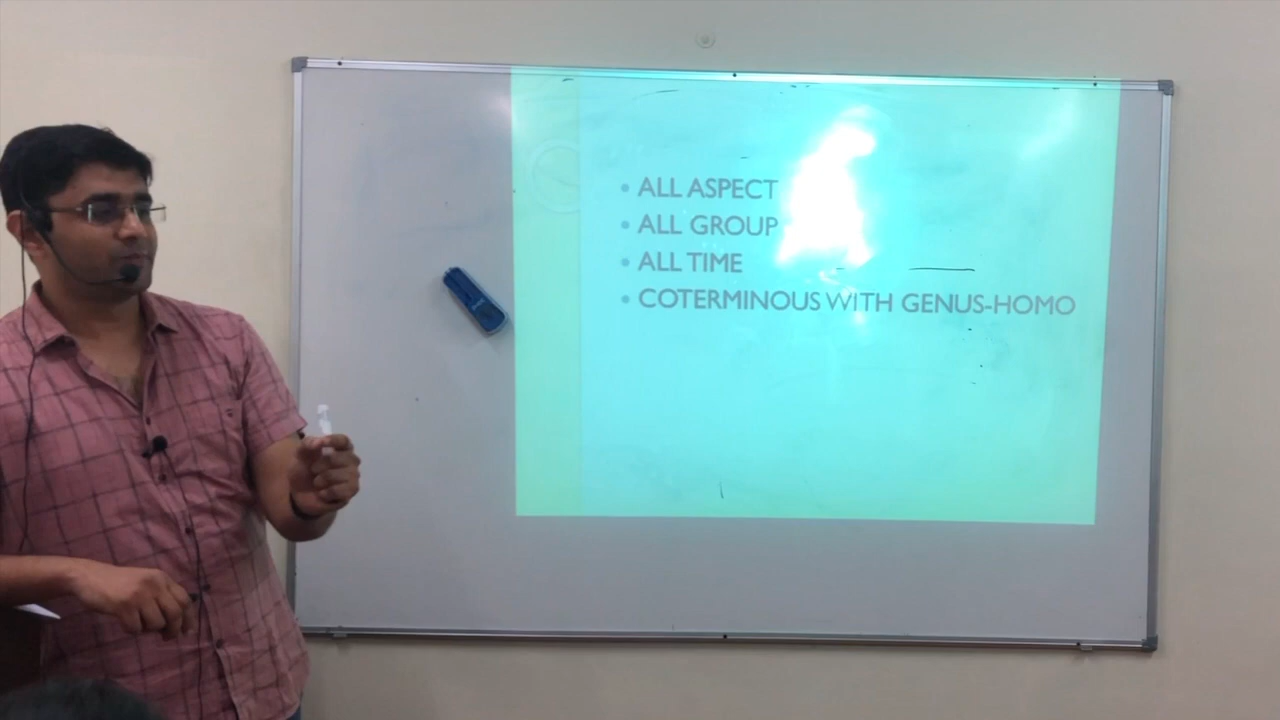 • ALL ASPECT
• ALL GROUP
• ALL TIME
• COTERMINOUS WITH GENUS-HOMO